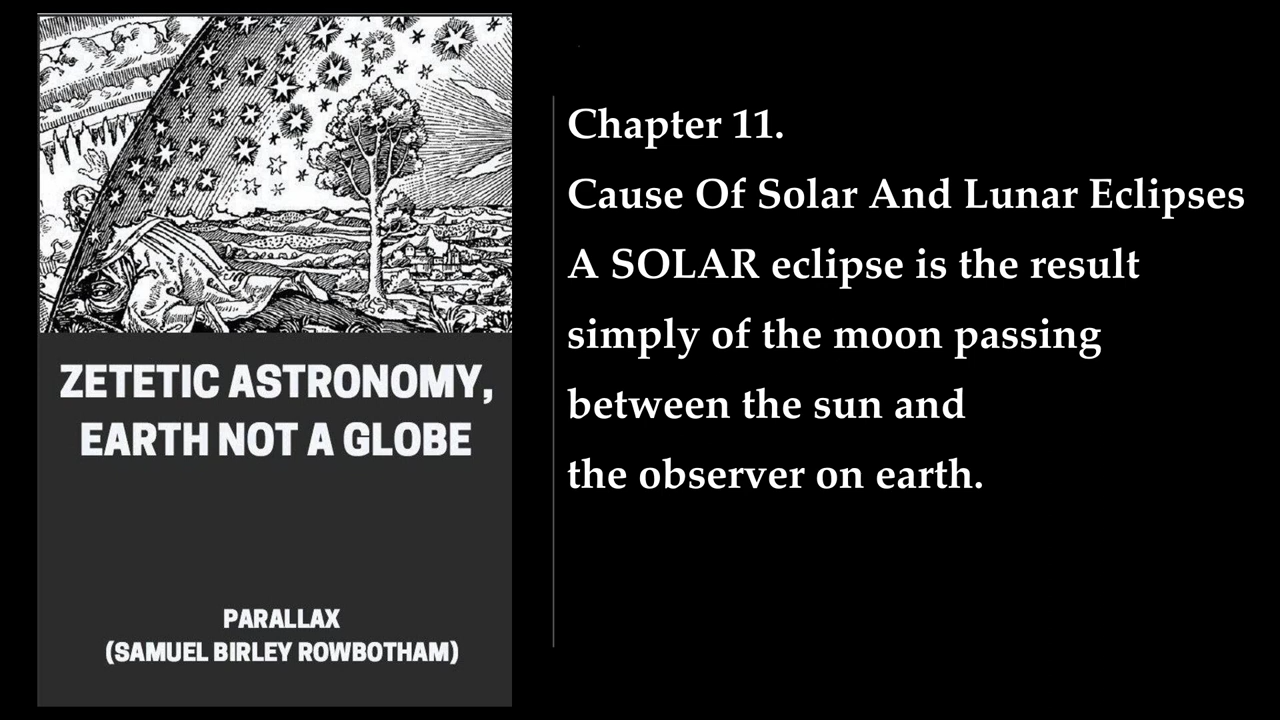 ZETETIC ASTRONOMY,
EARTH NOT A GLOBE
PARALLAX
(SAMUEL BIRLEY ROWBOTHAM)
Chapter 11.
Cause Of Solar And Lunar Eclipses
A SOLAR eclipse is the result
simply of the moon passing
between the sun and
the observer on earth.